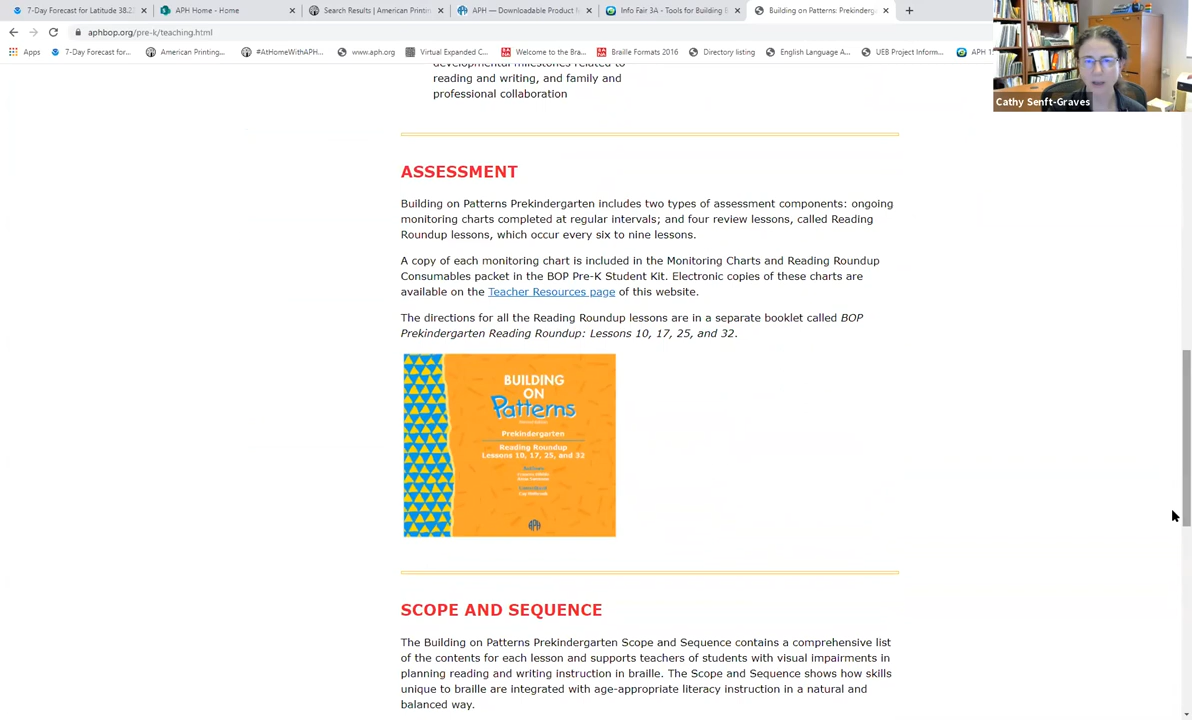 7-Day Forecast for Latitude 38.2
APH Home - Home
Search Results | American Printin
APH — Downloadable Product
Info Fair 3A - Tools for Building
Building on Patterns: Prekinderg
aphbop.org/pre-k/teaching.html
Apps
7-Day Forecast for...
American Printing...
#AtHomeWithAPH...
www.aph.org
Virtual Expanded C...
Welcome to the Bra...
Braille Formats 2016
Directory listing
English Language A...
UEB Project Inform...
APH 1
Cathy Senft-Graves
developmental milestones related to
reading and writing, and family and
professional collaboration
ASSESSMENT
Building on Patterns Prekindergarten includes two types of assessment components: ongoing
monitoring charts completed at regular intervals; and four review lessons, called Reading
Roundup lessons, which occur every six to nine lessons.
A copy of each monitoring chart is included in the Monitoring Charts and Reading Roundup
Consumables packet in the BOP Pre-K Student Kit. Electronic copies of these charts are
available on the Teacher Resources page of this website.
The directions for all the Reading Roundup lessons are in a separate booklet called BOP
Prekindergarten Reading Roundup: Lessons 10, 17, 25, and 32.
BUILDING
ON
Patterns
Prekindergarten
Reading Roundup
Lessons 10, 17, 25, and 32
APH
SCOPE AND SEQUENCE
The Building on Patterns Prekindergarten Scope and Sequence contains a comprehensive list
of the contents for each lesson and supports teachers of students with visual impairments in
planning reading and writing instruction in braille. The Scope and Sequence shows how skills
unique to braille are integrated with age-appropriate literacy instruction in a natural and
balanced way.